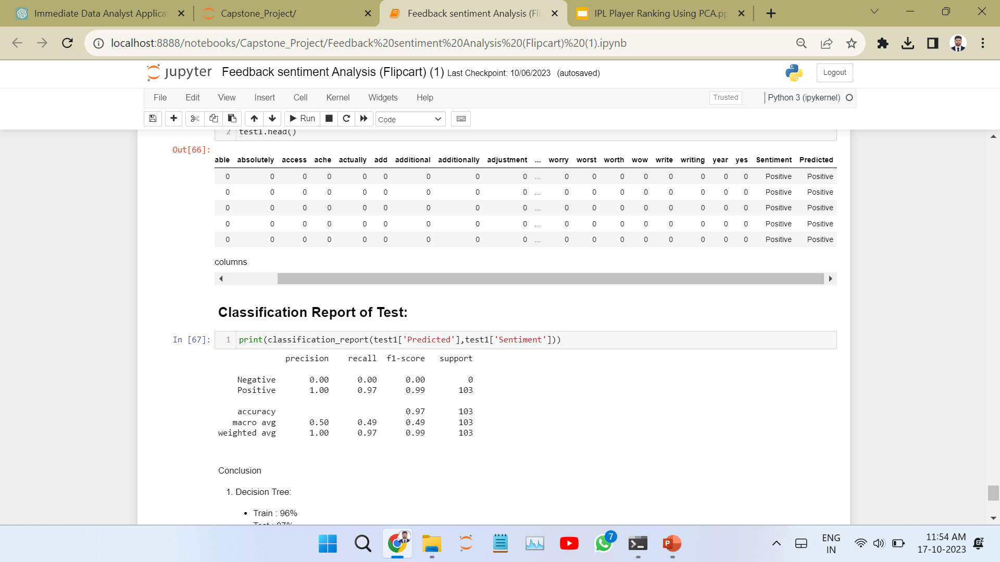 Immediate Data Analyst Applicat
Capstone_Project/
Feedback sentiment Analysis (Fli
IPL Player Ranking Using PCA.pp
localhost:8888/notebooks/Capstone_Project/Feedback%20sentiment%20Analysis%20(Flipcart)%20(1).ipynb
jupyter Feedback sentiment Analysis (Flipcart) (1) Last Checkpoint: 10/06/2023 (autosaved)
Logout
File Edit View Insert Cell Kernel Widgets Help Trusted Python 3 (ipykernel)
Run Code
2 test1.head()
Out[66]:
able absolutely access ache actually add additional additionally adjustment ... worry worst worth wow write writing year yes Sentiment Predicted
0 0 0 0 0 0 0 0 0 ... 0 0 0 0 0 0 0 0 Positive Positive
0 0 0 0 0 0 0 0 0 ... 0 0 0 0 0 0 0 0 Positive Positive
0 0 0 0 0 0 0 0 0 ... 0 0 0 0 0 0 0 0 Positive Positive
0 0 0 0 0 0 0 0 0 ... 0 0 0 0 0 0 0 0 Positive Positive
0 0 0 0 0 0 0 0 0 ... 0 0 0 0 0 0 0 0 Positive Positive
columns
Classification Report of Test:
In [67]: 1 print(classification_report(test1['Predicted'],test1['Sentiment']))
precision recall f1-score support
Negative 0.00 0.00 0.00 0
Positive 1.00 0.97 0.99 103
accuracy 0.97 103
macro avg 0.50 0.49 0.49 103
weighted avg 1.00 0.97 0.99 103
Conclusion
1. Decision Tree:
• Train : 96%
Test : 97%
7
P
ENG
IN
11:54 AM
17-10-2023